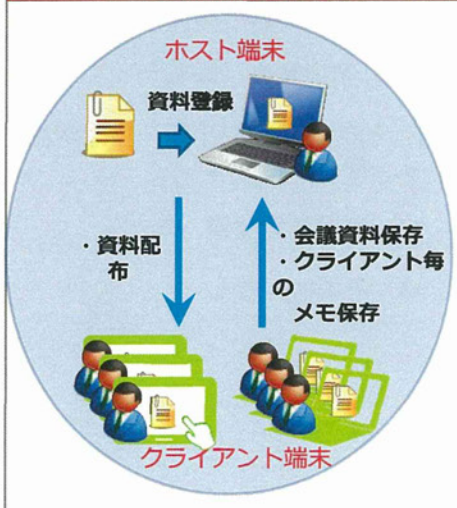 ホスト端末
資料登録
・資料配
布
・会議資料保存
・クライアント毎
の
メモ保存
クライアント端末